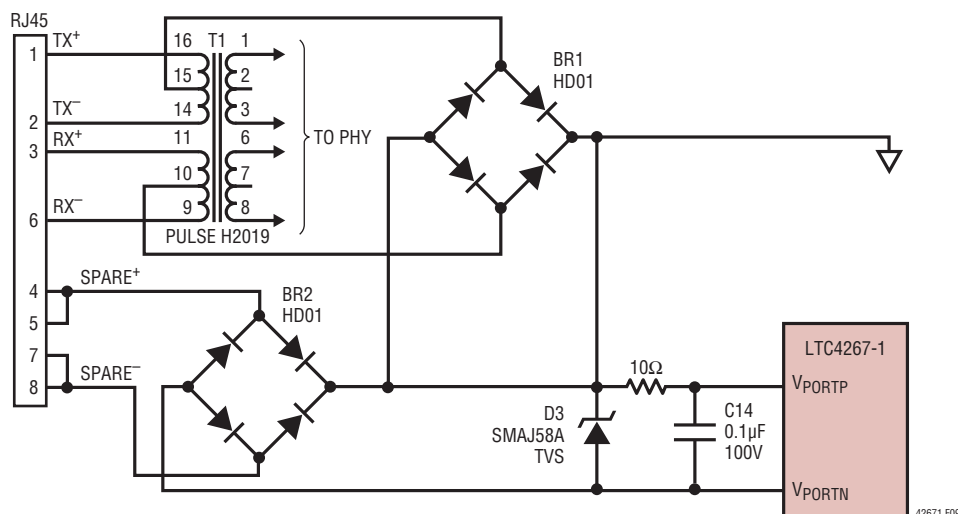 RJ45
1 TX+
16 T1 1
15 2
2 TX– 14 3
3 RX+ 11 6
10 7
6 RX– 9 8
PULSE H2019
TO PHY
BR1
HD01
4 SPARE+
5
7
8 SPARE–
BR2
HD01
D3
SMAJ58A
TVS
10Ω
C14
0.1µF
100V
LTC4267-1
VPORTP
VPORTN
42671 F09